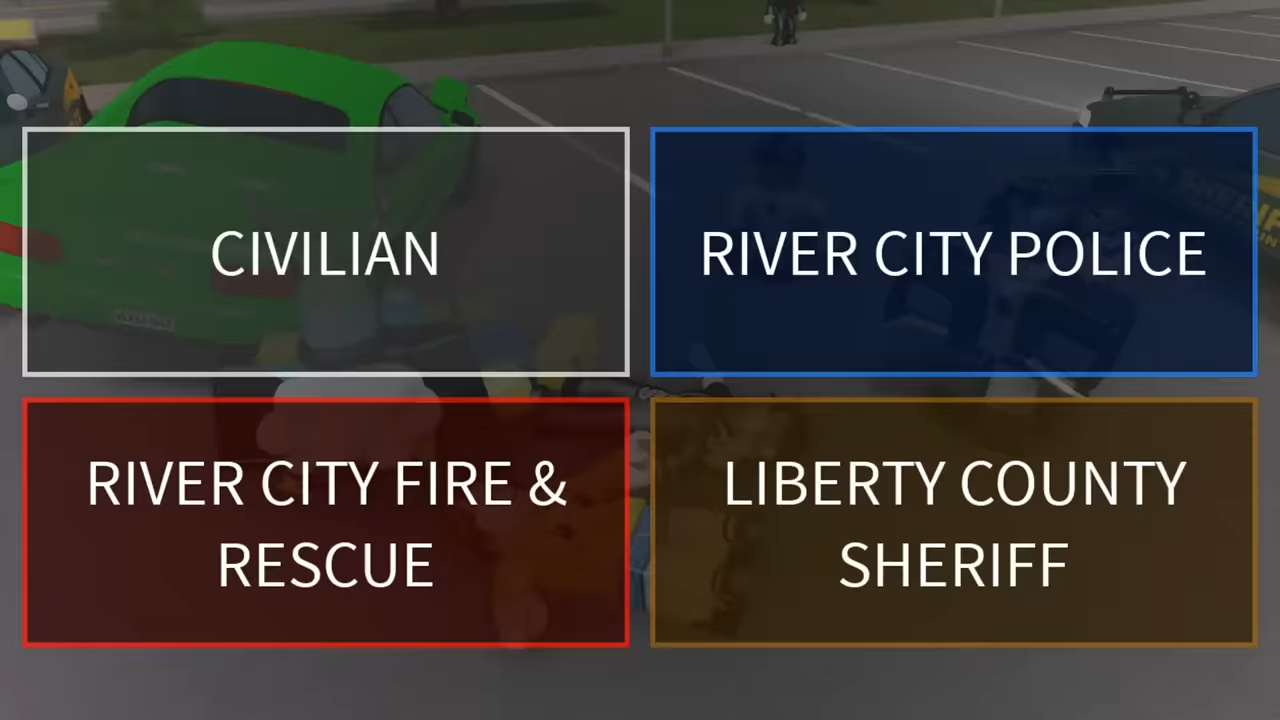 CIVILIAN
RIVER CITY POLICE
RIVER CITY FIRE &
RESCUE
LIBERTY COUNTY
SHERIFF